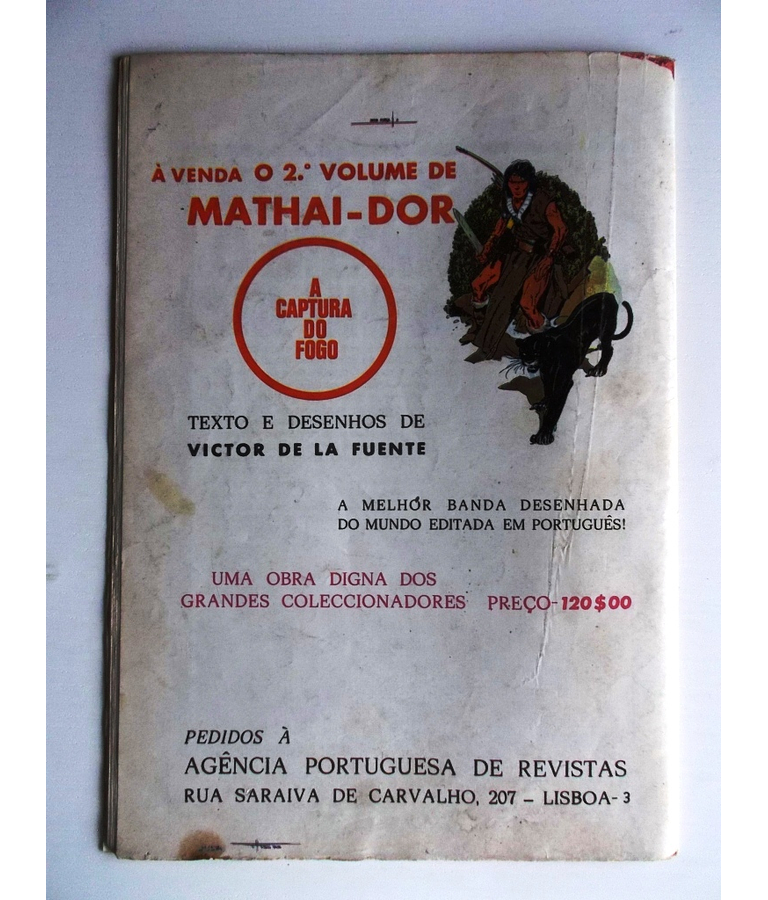 À VENDA O 2.º VOLUME DE
MATHAI-DOR
A
CAPTURA
DO
FOGO
TEXTO E DESENHOS DE
VICTOR DE LA FUENTE
A MELHOR BANDA DESENHADA
DO MUNDO EDITADA EM PORTUGUÊS!
UMA OBRA DIGNA DOS
GRANDES COLECCIONADORES PREÇO-120$00
PEDIDOS À
AGÊNCIA PORTUGUESA DE REVISTAS
RUA SARAIVA DE CARVALHO, 207 – LISBOA-3